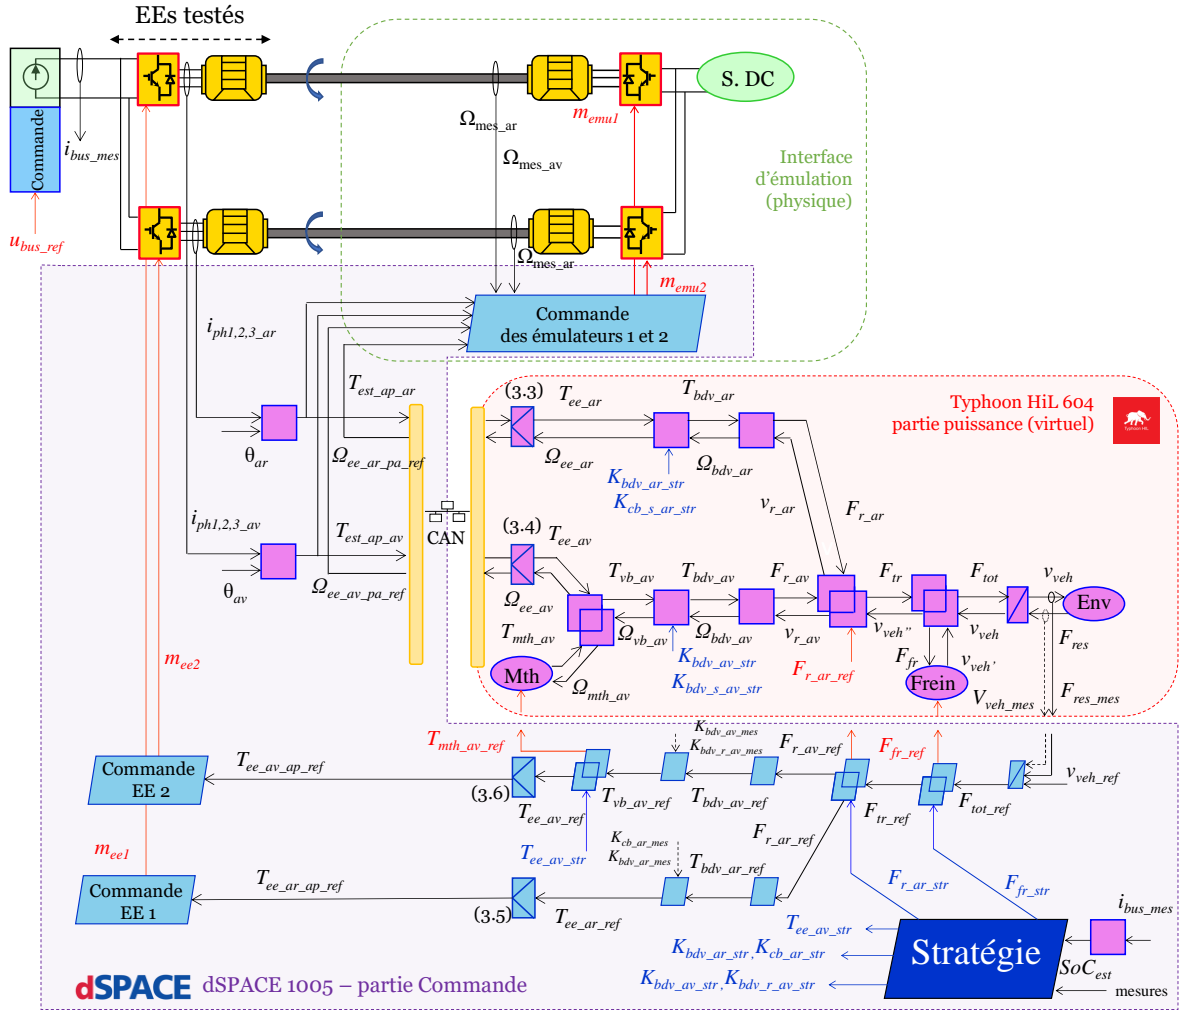 EEs testés
S. DC
Commande
i_bus_mes
u_bus_ref
Ω_mes_ar
Ω_mes_av
m_emu1
Interface
d'émulation
(physique)
Ω_mes_ar
m_emu2
Commande
des émulateurs 1 et 2
i_ph1,2,3_ar
T_est_ap_ar
θ_ar
Ω_ee_ar_pa_ref
i_ph1,2,3_av
T_est_ap_av
θ_av
Ω_ee_av_pa_ref
CAN
Typhoon HiL 604
partie puissance (virtuel)
Typhoon HIL
(3.3)
T_ee_ar
T_bdv_ar
Ω_ee_ar
Ω_bdv_ar
K_bdv_ar_str
K_cb_s_ar_str
v_r_ar
F_r_ar
(3.4)
T_ee_av
T_vb_av
T_bdv_av
F_r_av
F_tr
F_tot
v_veh
Env
Ω_ee_av
T_mth_av
Ω_vb_av
Ω_bdv_av
v_r_av
v_veh''
v_veh
F_res
Mth
Ω_mth_av
K_bdv_av_str
K_bdv_s_av_str
F_r_ar_ref
F_fr
v_veh'
Frein
V_veh_mes
F_res_mes
m_ee2
T_mth_av_ref
K_bdv_av_mes
K_bdv_r_av_mes
F_r_av_ref
F_fr_ref
v_veh_ref
Commande
EE 2
T_ee_av_ap_ref
(3.6)
T_ee_av_ref
T_vb_av_ref
T_bdv_av_ref
F_tr_ref
F_tot_ref
T_ee_av_str
K_cb_ar_mes
K_bdv_ar_mes
F_r_ar_ref
m_ee1
Commande
EE 1
T_ee_ar_ap_ref
(3.5)
T_ee_ar_ref
T_bdv_ar_ref
F_r_ar_str
F_fr_str
i_bus_mes
T_ee_av_str
K_bdv_ar_str,K_cb_ar_str
K_bdv_av_str,K_bdv_r_av_str
Stratégie
SoC_est
mesures
dSPACE dSPACE 1005 – partie Commande